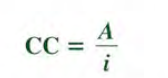 CC = A / i